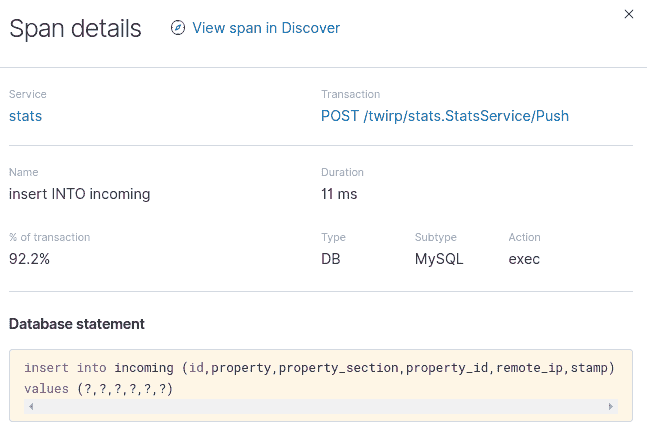 Span details
View span in Discover
Service
Transaction
stats
POST /twirp/stats.StatsService/Push
Name
Duration
insert INTO incoming
11 ms
% of transaction
Type
Subtype
Action
92.2%
DB
MySQL
exec
Database statement
insert into incoming (id,property,property_section,property_id,remote_ip,stamp)
values (?,?,?,?,?,?)